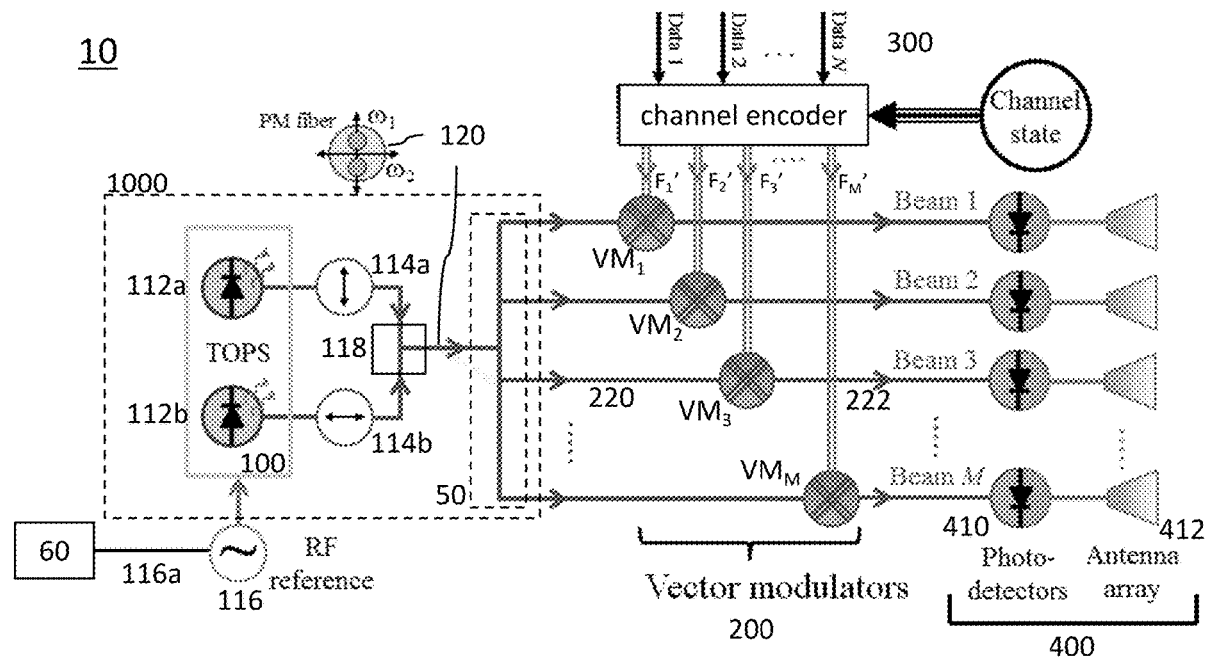 10
Data 1
Data 2
....
Data N
300
channel encoder
Channel
state
PM fiber
ω1
ω2
120
1000
F1'
F2'
F3'
....
FM'
112a
114a
TOPS
118
112b
114b
100
50
VM1
VM2
VM3
VMM
220
222
Beam 1
Beam 2
Beam 3
Beam M
60
116a
116
RF
reference
Vector modulators
200
410
412
Photo-
detectors
Antenna
array
400